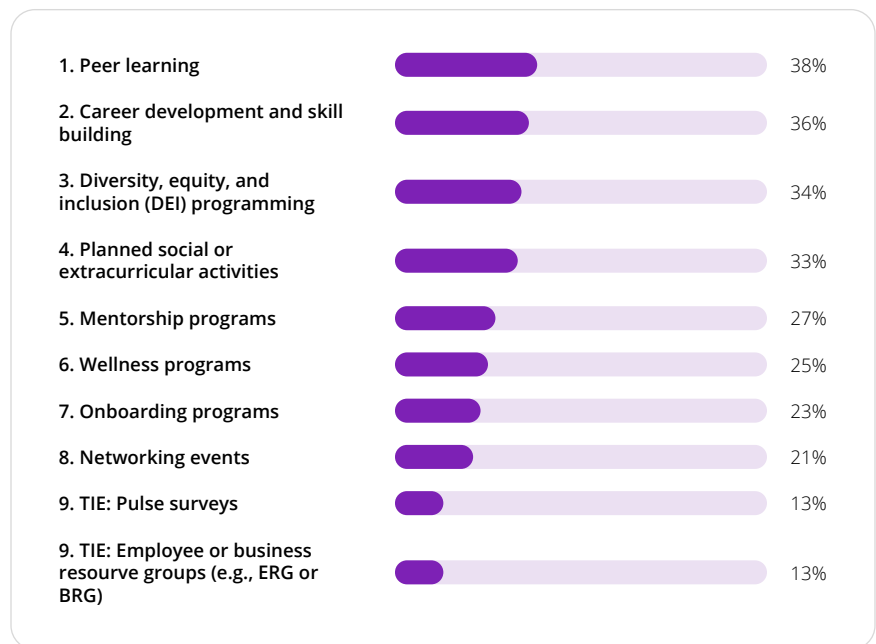 1. Peer learning 38%
2. Career development and skill
building 36%
3. Diversity, equity, and
inclusion (DEI) programming 34%
4. Planned social or
extracurricular activities 33%
5. Mentorship programs 27%
6. Wellness programs 25%
7. Onboarding programs 23%
8. Networking events 21%
9. TIE: Pulse surveys 13%
9. TIE: Employee or business
resourve groups (e.g., ERG or 13%
BRG)